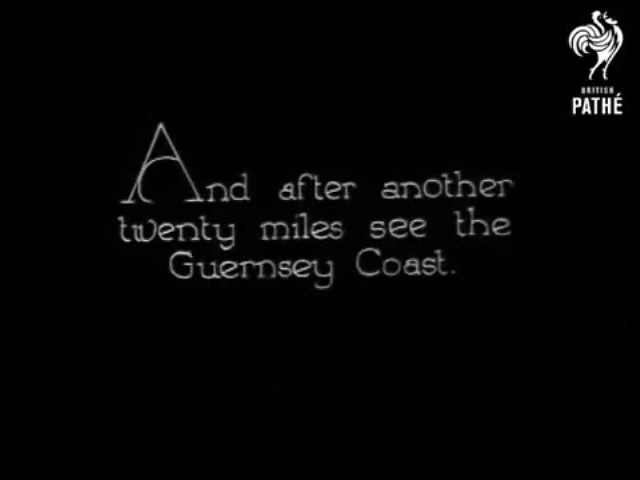 BRITISH
PATHÉ
And after another
twenty miles see the
Guernsey Coast.